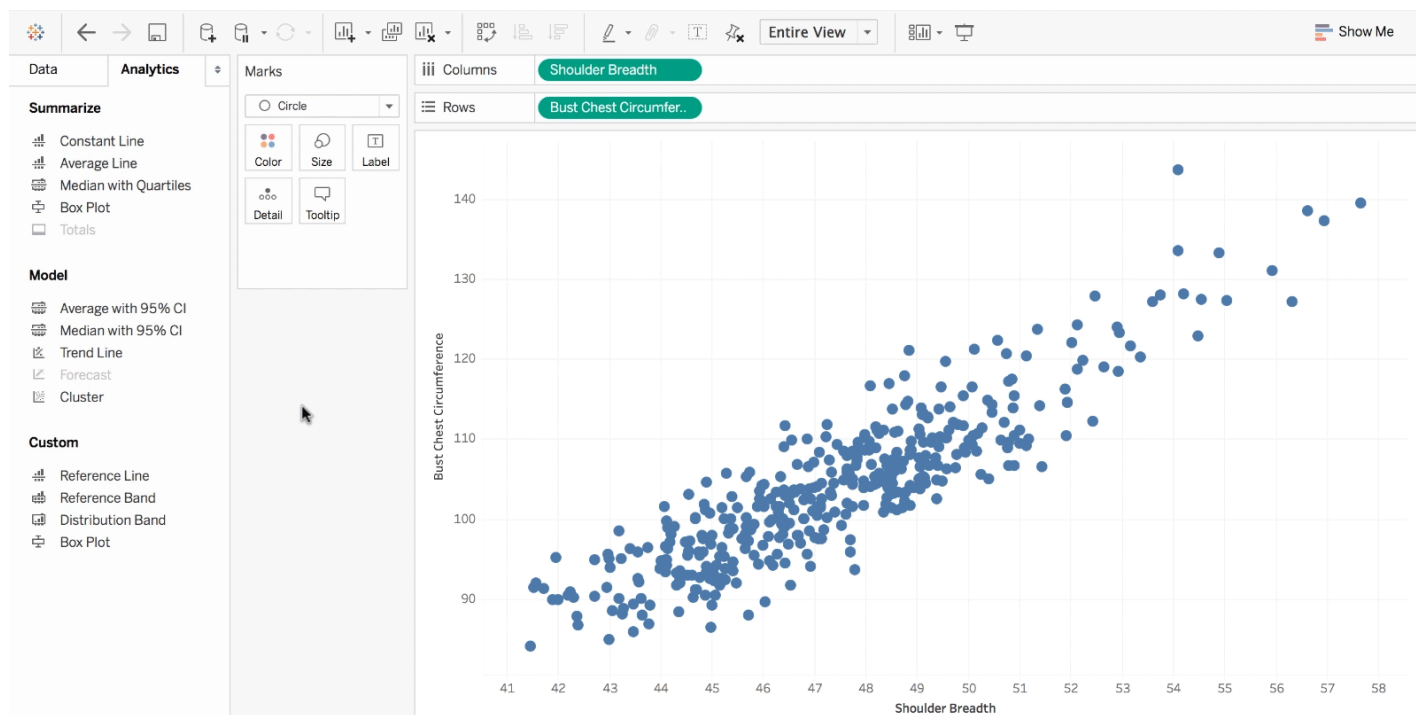 Entire View
Show Me
Data
Analytics
Summarize
Constant Line
Average Line
Median with Quartiles
Box Plot
Totals
Model
Average with 95% CI
Median with 95% CI
Trend Line
Forecast
Cluster
Custom
Reference Line
Reference Band
Distribution Band
Box Plot
Marks
Circle
Color
Size
T
Label
Detail
Tooltip
Columns
Shoulder Breadth
Rows
Bust Chest Circumfer..
Bust Chest Circumference
140
130
120
110
100
90
41 42 43 44 45 46 47 48 49 50 51 52 53 54 55 56 57 58
Shoulder Breadth